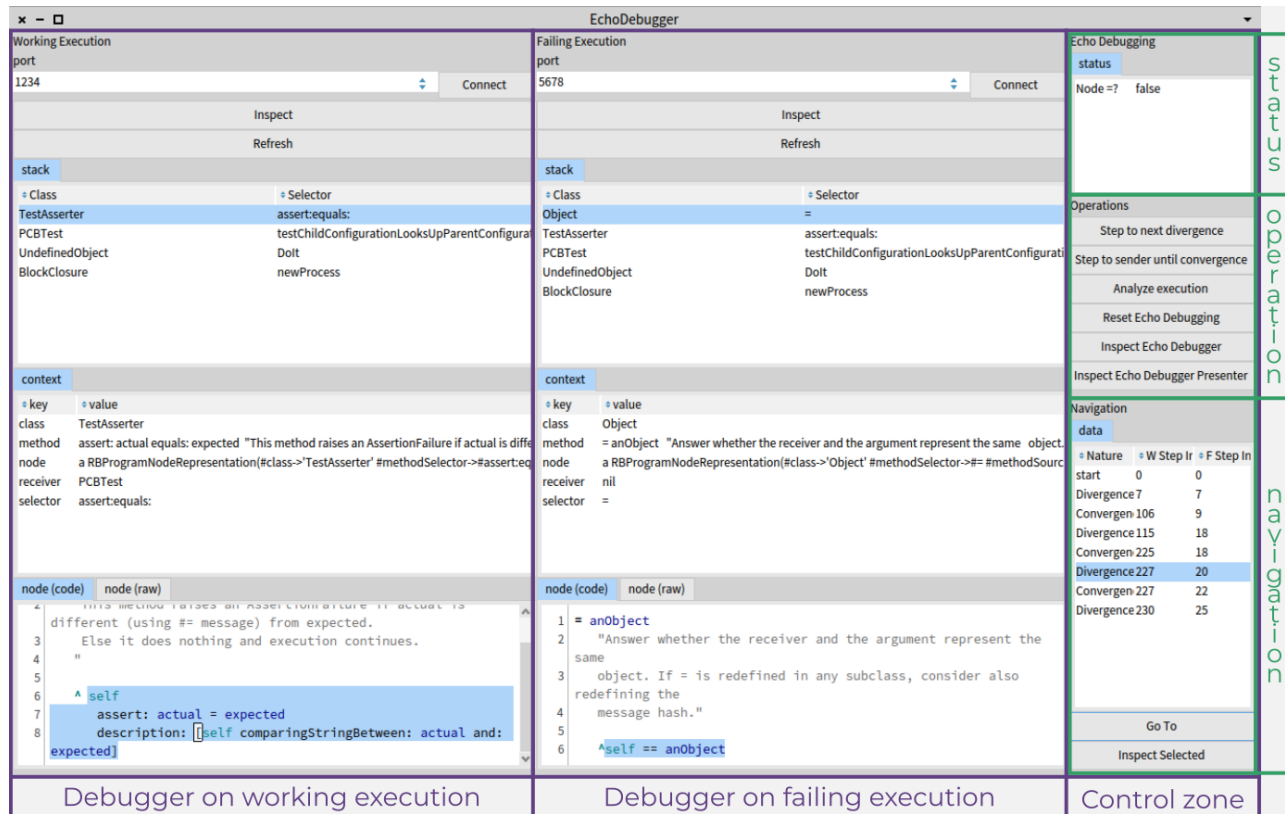 EchoDebugger
Working Execution
port
1234
Connect
Inspect
Refresh
stack
Class Selector
TestAsserter assert:equals:
PCBTest testChildConfigurationLooksUpParentConfigurat
UndefinedObject DoIt
BlockClosure newProcess
context
key value
class TestAsserter
method assert: actual equals: expected "This method raises an AssertionFailure if actual is diffe
node a RBProgramNodeRepresentation(#class->'TestAsserter' #methodSelector->#assert:eq
receiver PCBTest
selector assert:equals:
node (code) node (raw)
2 This method raises an AssertionFailure if actual is
different (using #= message) from expected.
3 Else it does nothing and execution continues.
4 "
5
6 ^ self
7 assert: actual = expected
8 description: [self comparingStringBetween: actual and:
expected]
Debugger on working execution
Failing Execution
port
5678
Connect
Inspect
Refresh
stack
Class Selector
Object =
TestAsserter assert:equals:
PCBTest testChildConfigurationLooksUpParentConfigurati
UndefinedObject DoIt
BlockClosure newProcess
context
key value
class Object
method = anObject "Answer whether the receiver and the argument represent the same object.
node a RBProgramNodeRepresentation(#class->'Object' #methodSelector->#= #methodSourc
receiver nil
selector =
node (code) node (raw)
1 = anObject
2 "Answer whether the receiver and the argument represent the
same
3 object. If = is redefined in any subclass, consider also
redefining the
4 message hash."
5
6 ^self == anObject
Debugger on failing execution
Echo Debugging
status
Node =? false
Operations
Step to next divergence
Step to sender until convergence
Analyze execution
Reset Echo Debugging
Inspect Echo Debugger
Inspect Echo Debugger Presenter
Navigation
data
Nature W Step Ir F Step In
start 0 0
Divergence 7 7
Convergen 106 9
Divergence 115 18
Convergen 225 18
Divergence 227 20
Convergen 227 22
Divergence 230 25
Go To
Inspect Selected
Control zone
status
operation
navigation